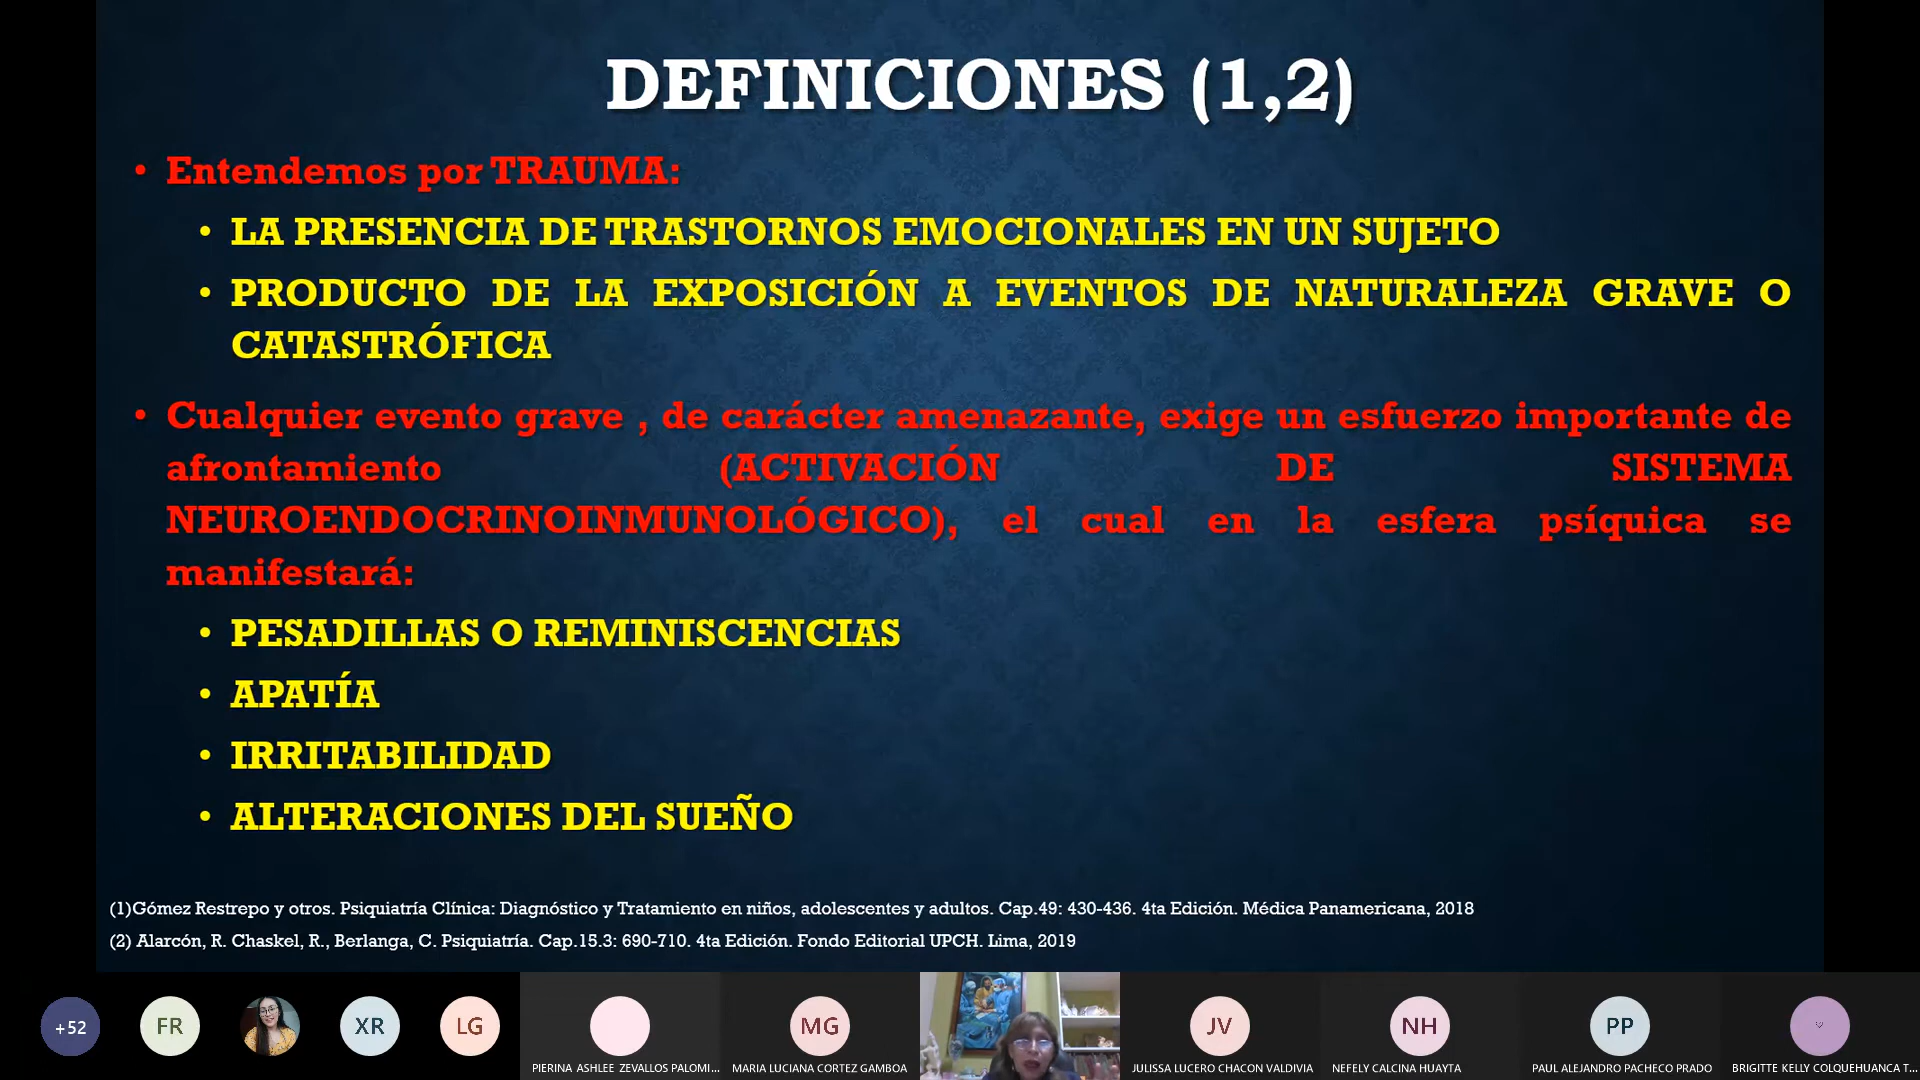 DEFINICIONES (1,2)
• Entendemos por TRAUMA:
• LA PRESENCIA DE TRASTORNOS EMOCIONALES EN UN SUJETO
• PRODUCTO DE LA EXPOSICIÓN A EVENTOS DE NATURALEZA GRAVE O
CATASTRÓFICA
• Cualquier evento grave , de carácter amenazante, exige un esfuerzo importante de
afrontamiento (ACTIVACIÓN DE SISTEMA
NEUROENDOCRINOINMUNOLÓGICO), el cual en la esfera psíquica se
manifestará:
• PESADILLAS O REMINISCENCIAS
• APATÍA
• IRRITABILIDAD
• ALTERACIONES DEL SUEÑO
(1)Gómez Restrepo y otros. Psiquiatría Clínica: Diagnóstico y Tratamiento en niños, adolescentes y adultos. Cap.49: 430-436. 4ta Edición. Médica Panamericana, 2018
(2) Alarcón, R. Chaskel, R., Berlanga, C. Psiquiatría. Cap.15.3: 690-710. 4ta Edición. Fondo Editorial UPCH. Lima, 2019
+52 FR XR LG MG JV NH PP
PIERINA ASHLEE ZEVALLOS PALOMI... MARIA LUCIANA CORTEZ GAMBOA JULISSA LUCERO CHACON VALDIVIA NEFELY CALCINA HUAYTA PAUL ALEJANDRO PACHECO PRADO BRIGITTE KELLY COLQUEHUANCA T...